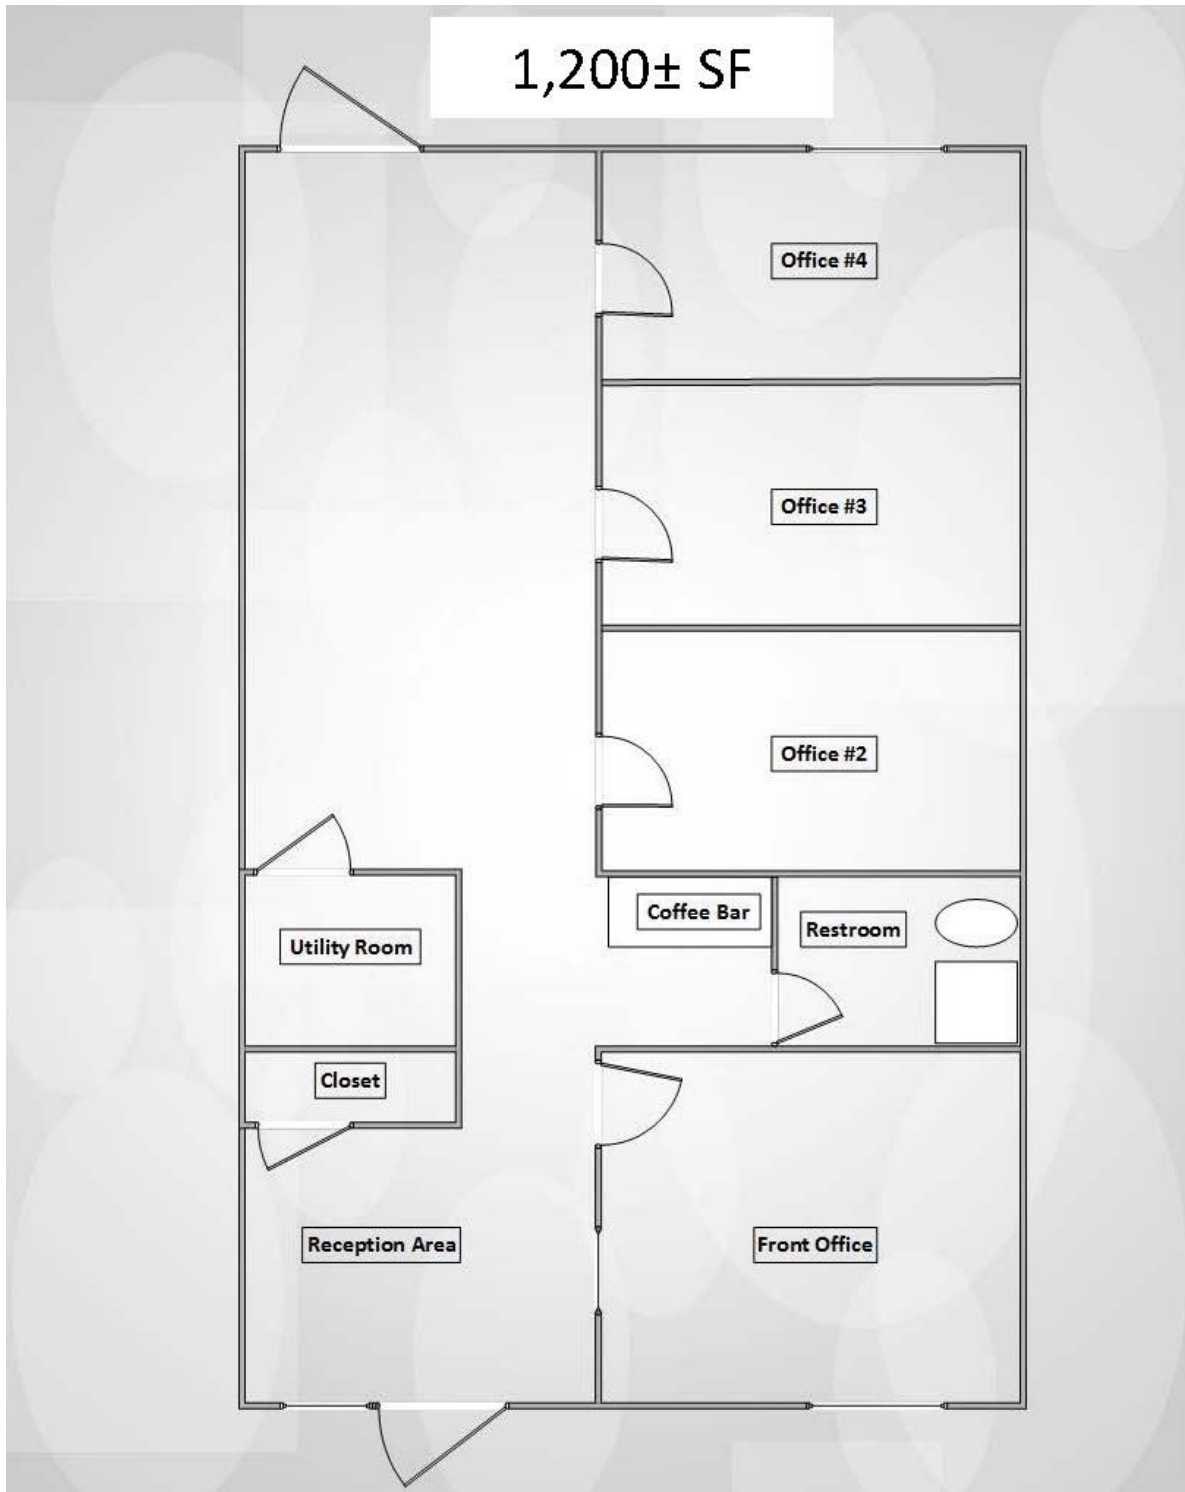 1,200± SF
Office #4
Office #3
Office #2
Coffee Bar
Restroom
Utility Room
Closet
Reception Area
Front Office